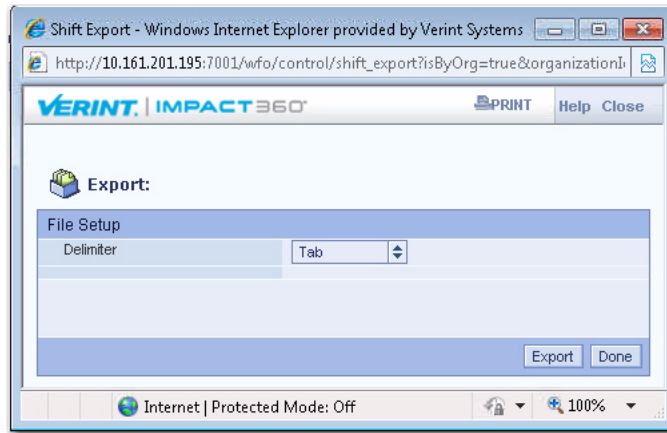 Shift Export - Windows Internet Explorer provided by Verint Systems
http://10.161.201.195:7001/wfo/control/shift_export?isByOrg=true&organizationI
VERINT. | IMPACT360° PRINT Help Close
Export:
File Setup
Delimiter Tab
Export Done
Internet | Protected Mode: Off 100%